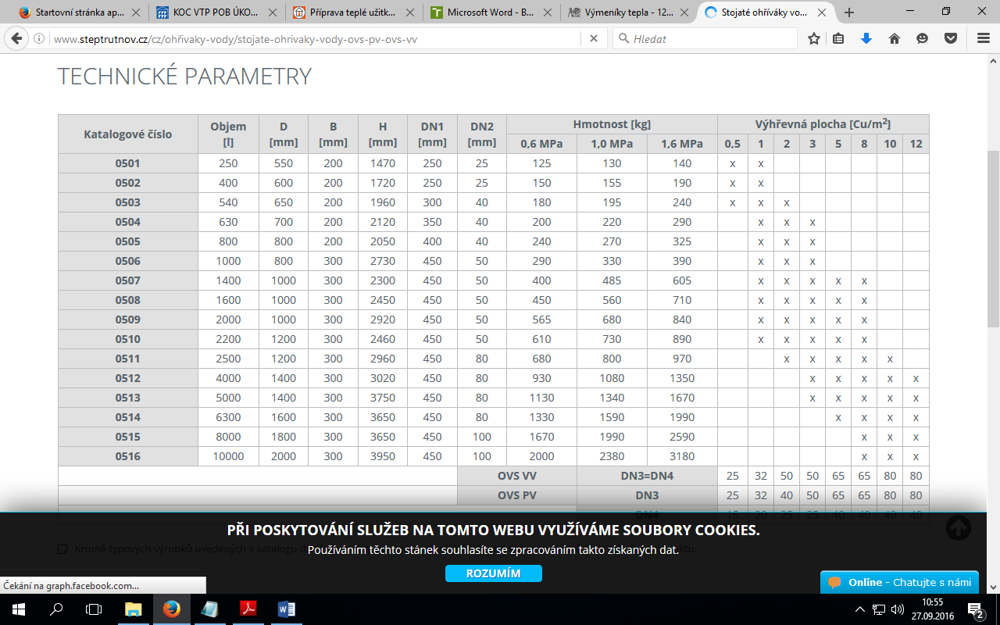 Startovní stránka ap...
KOC VTP POB ÚKO...
Příprava teplé užitk...
Microsoft Word - B...
Výmeníky tepla - 12...
Stojaté ohříváky vo...
www.steptrutnov.cz/cz/ohřivaky-vody/stojate-ohrivaky-vody-ovs-pv-ovs-vv
Hledat
TECHNICKÉ PARAMETRY
Katalogové číslo Objem [l] D [mm] B [mm] H [mm] DN1 [mm] DN2 [mm] Hmotnost [kg] Výhřevná plocha [Cu/m2]
0,6 MPa 1,0 MPa 1,6 MPa 0,5 1 2 3 5 8 10 12
0501 250 550 200 1470 250 25 125 130 140 x x
0502 400 600 200 1720 250 25 150 155 190 x x
0503 540 650 200 1960 300 40 180 195 240 x x x
0504 630 700 200 2120 350 40 200 220 290 x x x
0505 800 800 200 2050 400 40 240 270 325 x x x
0506 1000 800 300 2730 450 50 290 330 390 x x x
0507 1400 1000 300 2300 450 50 400 485 605 x x x x x
0508 1600 1000 300 2450 450 50 450 560 710 x x x x x
0509 2000 1000 300 2920 450 50 565 680 840 x x x x x
0510 2200 1200 300 2460 450 50 610 730 890 x x x x x
0511 2500 1200 300 2960 450 80 680 800 970 x x x x x
0512 4000 1400 300 3020 450 80 930 1080 1350 x x x x x
0513 5000 1400 300 3750 450 80 1130 1340 1670 x x x x x
0514 6300 1600 300 3650 450 80 1330 1590 1990 x x x x
0515 8000 1800 300 3650 450 100 1670 1990 2590 x x x
0516 10000 2000 300 3950 450 100 2000 2380 3180 x x x
OVS VV DN3=DN4 25 32 50 50 65 65 80 80
OVS PV DN3 25 32 40 50 65 65 80 80
DN4 15 20 25 25 40 40 40 40
PŘI POSKYTOVÁNÍ SLUŽEB NA TOMTO WEBU VYUŽÍVÁME SOUBORY COOKIES.
Kromě typových výrobků uvedených v katalogu
Používáním těchto stánek souhlasíte se zpracováním takto získaných dat.
ROZUMÍM
Online - Chatujte s námi
Čekání na graph.facebook.com...
10:55
27.09.2016
2